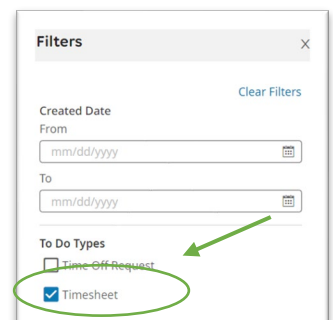 Filters X
Clear Filters
Created Date
From
mm/dd/yyyy
To
mm/dd/yyyy
To Do Types
Time Off Request
Timesheet